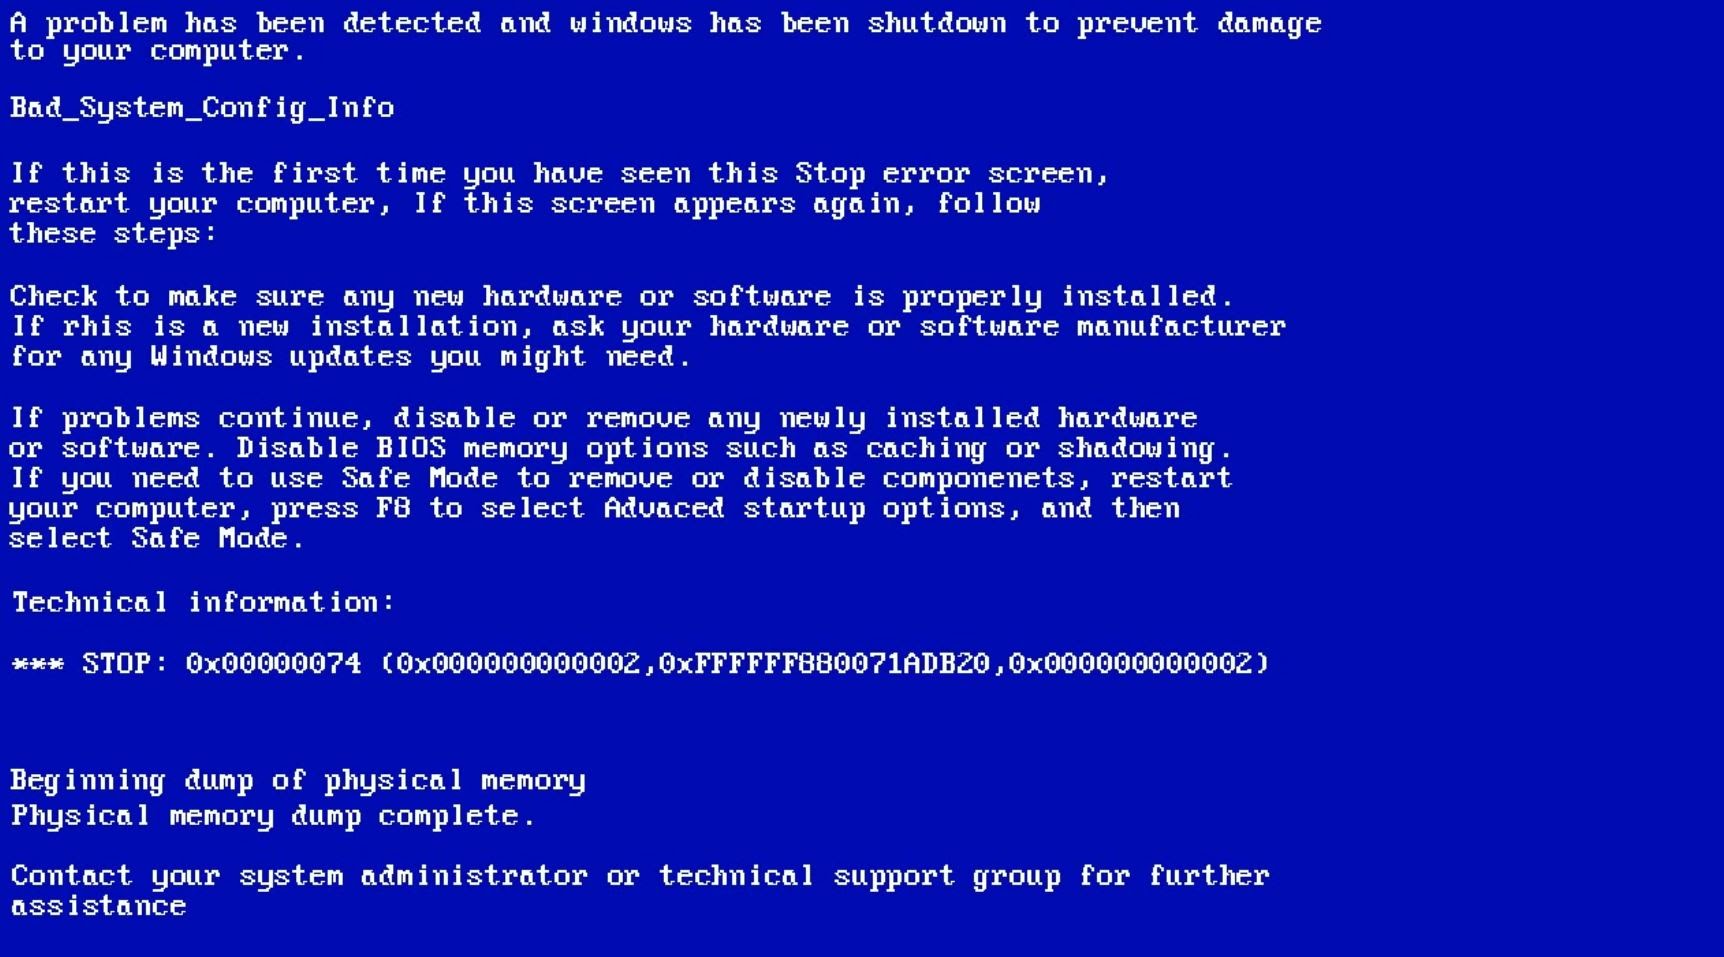 A problem has been detected and windows has been shutdown to prevent damage
to your computer.
Bad_System_Config_Info
If this is the first time you have seen this Stop error screen,
restart your computer, If this screen appears again, follow
these steps:
Check to make sure any new hardware or software is properly installed.
If rhis is a new installation, ask your hardware or software manufacturer
for any Windows updates you might need.
If problems continue, disable or remove any newly installed hardware
or software. Disable BIOS memory options such as caching or shadowing.
If you need to use Safe Mode to remove or disable componenets, restart
your computer, press F8 to select Advaced startup options, and then
select Safe Mode.
Technical information:
*** STOP: 0x00000074 (0x000000000002,0xFFFFFF880071ADB20,0x000000000002)
Beginning dump of physical memory
Physical memory dump complete.
Contact your system administrator or technical support group for further
assistance